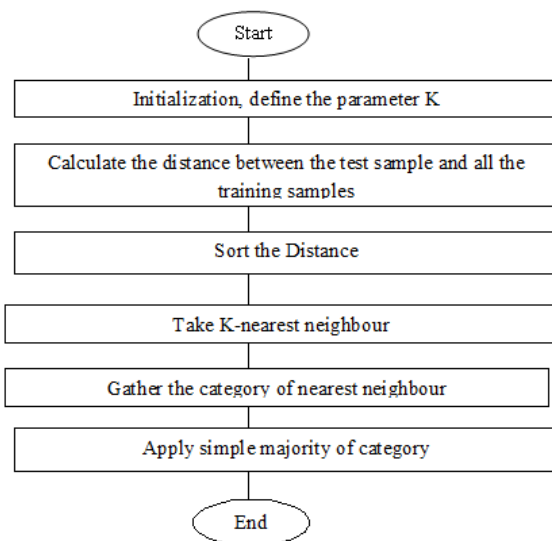 Start
Initialization, define the parameter K
Calculate the distance between the test sample and all the
training samples
Sort the Distance
Take K-nearest neighbour
Gather the category of nearest neighbour
Apply simple majority of category
End